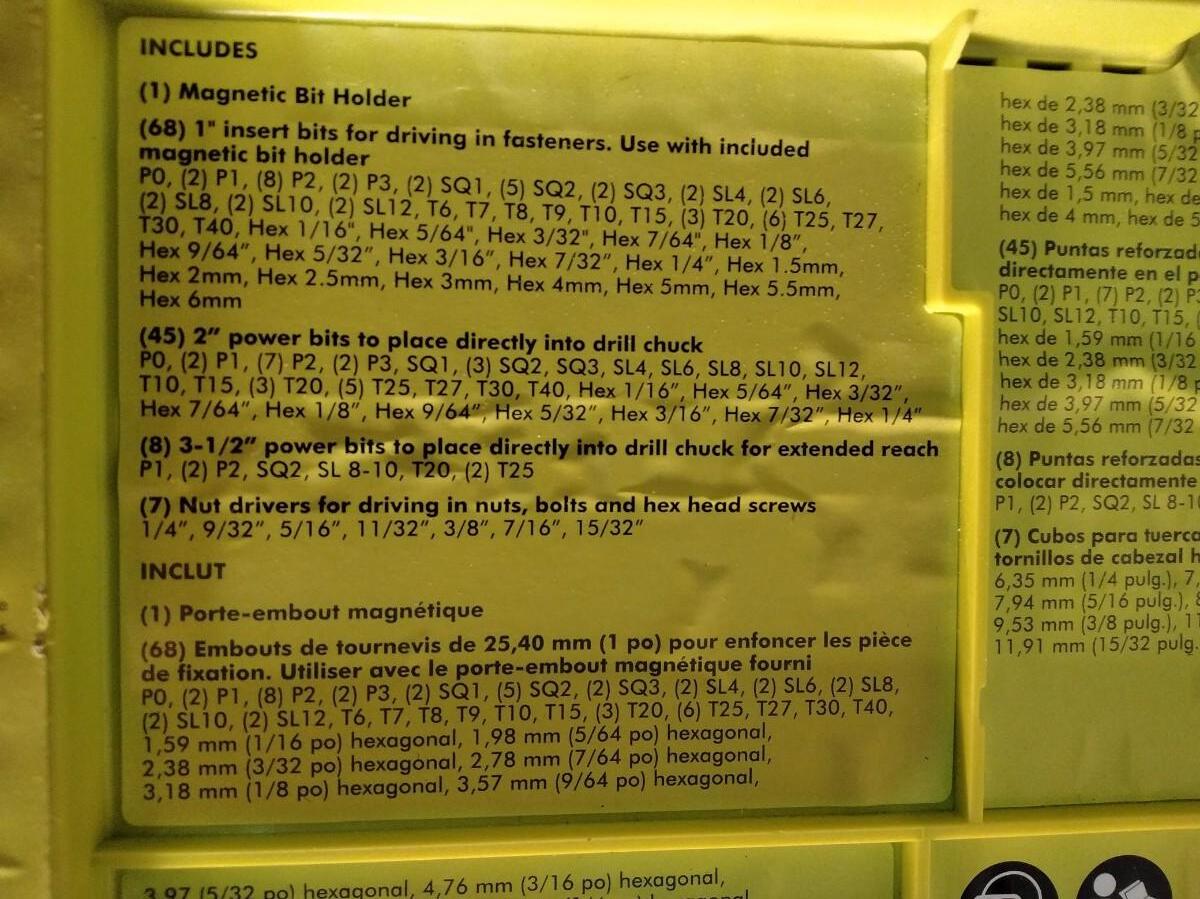 INCLUDES
(1) Magnetic Bit Holder
(68) 1" insert bits for driving in fasteners. Use with included
magnetic bit holder
P0, (2) P1, (8) P2, (2) P3, (2) SQ1, (5) SQ2, (2) SQ3, (2) SL4, (2) SL6,
(2) SL8, (2) SL10, (2) SL12, T6, T7, T8, T9, T10, T15, (3) T20, (6) T25, T27,
T30, T40, Hex 1/16", Hex 5/64", Hex 3/32", Hex 7/64", Hex 1/8",
Hex 9/64", Hex 5/32", Hex 3/16", Hex 7/32", Hex 1/4", Hex 1.5mm,
Hex 2mm, Hex 2.5mm, Hex 3mm, Hex 4mm, Hex 5mm, Hex 5.5mm,
Hex 6mm
(45) 2" power bits to place directly into drill chuck
P0, (2) P1, (7) P2, (2) P3, SQ1, (3) SQ2, SQ3, SL4, SL6, SL8, SL10, SL12,
T10, T15, (3) T20, (5) T25, T27, T30, T40, Hex 1/16", Hex 5/64", Hex 3/32",
Hex 7/64", Hex 1/8", Hex 9/64", Hex 5/32", Hex 3/16", Hex 7/32", Hex 1/4"
(8) 3-1/2" power bits to place directly into drill chuck for extended reach
P1, (2) P2, SQ2, SL 8-10, T20, (2) T25
(7) Nut drivers for driving in nuts, bolts and hex head screws
1/4", 9/32", 5/16", 11/32", 3/8", 7/16", 15/32"
INCLUT
(1) Porte-embout magnétique
(68) Embouts de tournevis de 25,40 mm (1 po) pour enfoncer les pièce
de fixation. Utiliser avec le porte-embout magnétique fourni
P0, (2) P1, (8) P2, (2) P3, (2) SQ1, (5) SQ2, (2) SQ3, (2) SL4, (2) SL6, (2) SL8,
(2) SL10, (2) SL12, T6, T7, T8, T9, T10, T15, (3) T20, (6) T25, T27, T30, T40,
1,59 mm (1/16 po) hexagonal, 1,98 mm (5/64 po) hexagonal,
2,38 mm (3/32 po) hexagonal, 2,78 mm (7/64 po) hexagonal,
3,18 mm (1/8 po) hexagonal, 3,57 mm (9/64 po) hexagonal,
3,97 (5/32 po) hexagonal, 4,76 mm (3/16 po) hexagonal,
hex de 2,38 mm (3/32
hex de 3,18 mm (1/8 p
hex de 3,97 mm (5/32
hex de 5,56 mm (7/32
hex de 1,5 mm, hex de
hex de 4 mm, hex de 5
(45) Puntas reforzad
directamente en el p
P0, (2) P1, (7) P2, (2) P
SL10, SL12, T10, T15, (
hex de 1,59 mm (1/16
hex de 2,38 mm (3/32
hex de 3,18 mm (1/8 p
hex de 3,97 mm (5/32
hex de 5,56 mm (7/32
(8) Puntas reforzadas
colocar directamente
P1, (2) P2, SQ2, SL 8-1
(7) Cubos para tuerca
tornillos de cabezal h
6,35 mm (1/4 pulg.), 7,
7,94 mm (5/16 pulg.),
9,53 mm (3/8 pulg.), 11
11,91 mm (15/32 pulg.